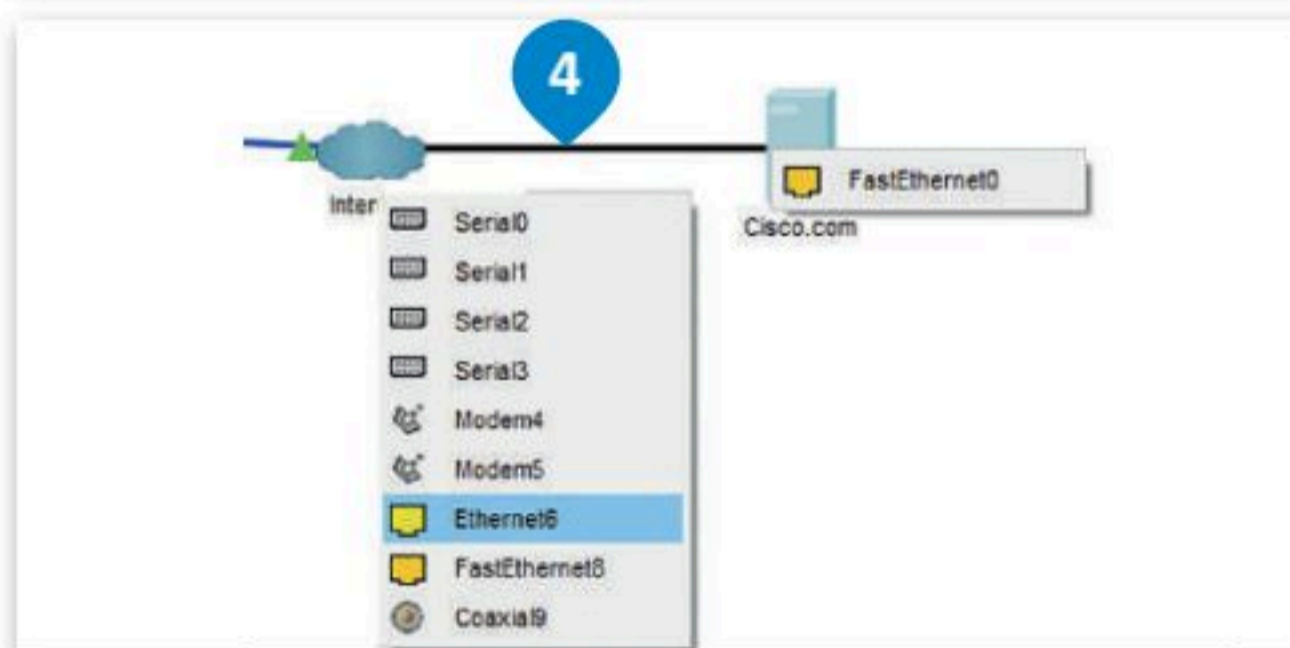 4
FastEthernet0
Inter
Cisco.com
Serial0
Serial1
Serial2
Serial3
Modem4
Modem5
Ethernet6
FastEthernet8
Coaxial9